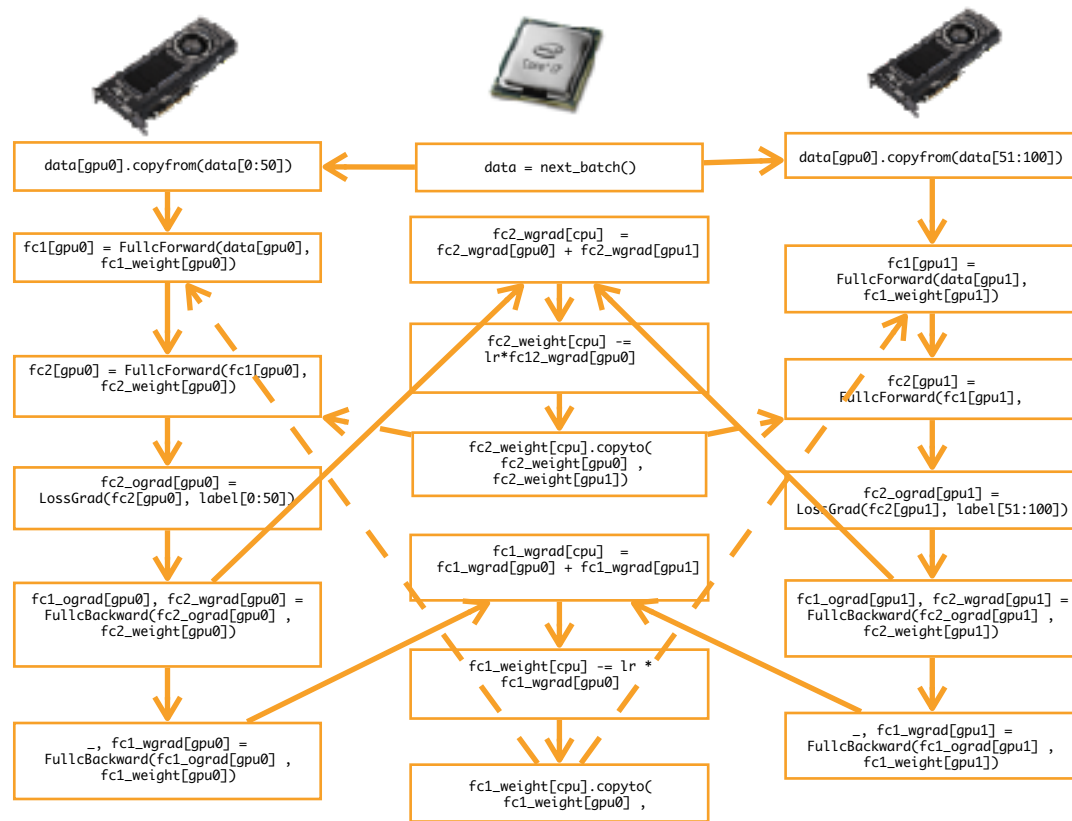 intel
Core i7
data[gpu0].copyfrom(data[0:50])
data = next_batch()
data[gpu0].copyfrom(data[51:100])
fc1[gpu0] = FullcForward(data[gpu0],
fc1_weight[gpu0])
fc2_wgrad[cpu]  =
fc2_wgrad[gpu0] + fc2_wgrad[gpu1]
fc1[gpu1] =
FullcForward(data[gpu1],
fc1_weight[gpu1])
fc2_weight[cpu] -=
lr*fc12_wgrad[gpu0]
fc2[gpu0] = FullcForward(fc1[gpu0],
fc2_weight[gpu0])
fc2[gpu1] =
FullcForward(fc1[gpu1],
fc2_weight[cpu].copyto(
fc2_weight[gpu0] ,
fc2_weight[gpu1])
fc2_ograd[gpu0] =
LossGrad(fc2[gpu0], label[0:50])
fc2_ograd[gpu1] =
LossGrad(fc2[gpu1], label[51:100])
fc1_wgrad[cpu]  =
fc1_wgrad[gpu0] + fc1_wgrad[gpu1]
fc1_ograd[gpu0], fc2_wgrad[gpu0] =
FullcBackward(fc2_ograd[gpu0] ,
fc2_weight[gpu0])
fc1_ograd[gpu1], fc2_wgrad[gpu1] =
FullcBackward(fc2_ograd[gpu1] ,
fc2_weight[gpu1])
fc1_weight[cpu] -= lr *
fc1_wgrad[gpu0]
_, fc1_wgrad[gpu0] =
FullcBackward(fc1_ograd[gpu0] ,
fc1_weight[gpu0])
_, fc1_wgrad[gpu1] =
FullcBackward(fc1_ograd[gpu1] ,
fc1_weight[gpu1])
fc1_weight[cpu].copyto(
fc1_weight[gpu0] ,